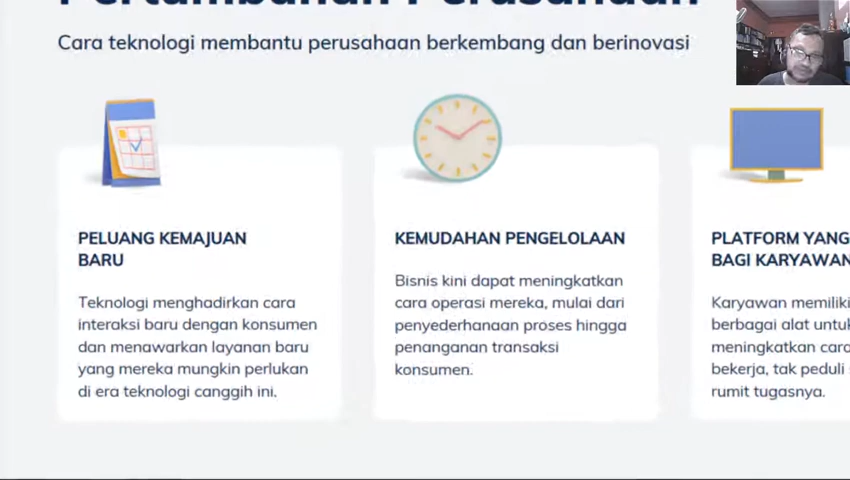 Pertumbuhan Perusahaan
Cara teknologi membantu perusahaan berkembang dan berinovasi
PELUANG KEMAJUAN
BARU
Teknologi menghadirkan cara
interaksi baru dengan konsumen
dan menawarkan layanan baru
yang mereka mungkin perlukan
di era teknologi canggih ini.
KEMUDAHAN PENGELOLAAN
Bisnis kini dapat meningkatkan
cara operasi mereka, mulai dari
penyederhanaan proses hingga
penanganan transaksi
konsumen.
PLATFORM YANG
BAGI KARYAWAN
Karyawan memiliki
berbagai alat untuk
meningkatkan cara
bekerja, tak peduli
rumit tugasnya.